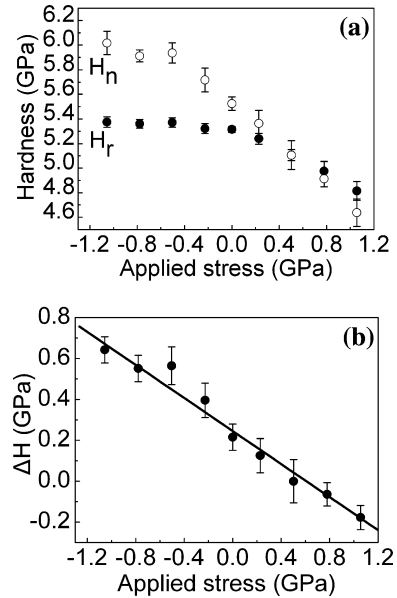 (a)
6.2
6.0
5.8
5.6
5.4
5.2
5.0
4.8
4.6
Hardness (GPa)
Hn
Hr
-1.2 -0.8 -0.4 0.0 0.4 0.8 1.2
Applied stress (GPa)
(b)
0.8
0.6
0.4
0.2
0.0
-0.2
ΔH (GPa)
-1.2 -0.8 -0.4 0.0 0.4 0.8 1.2
Applied stress (GPa)